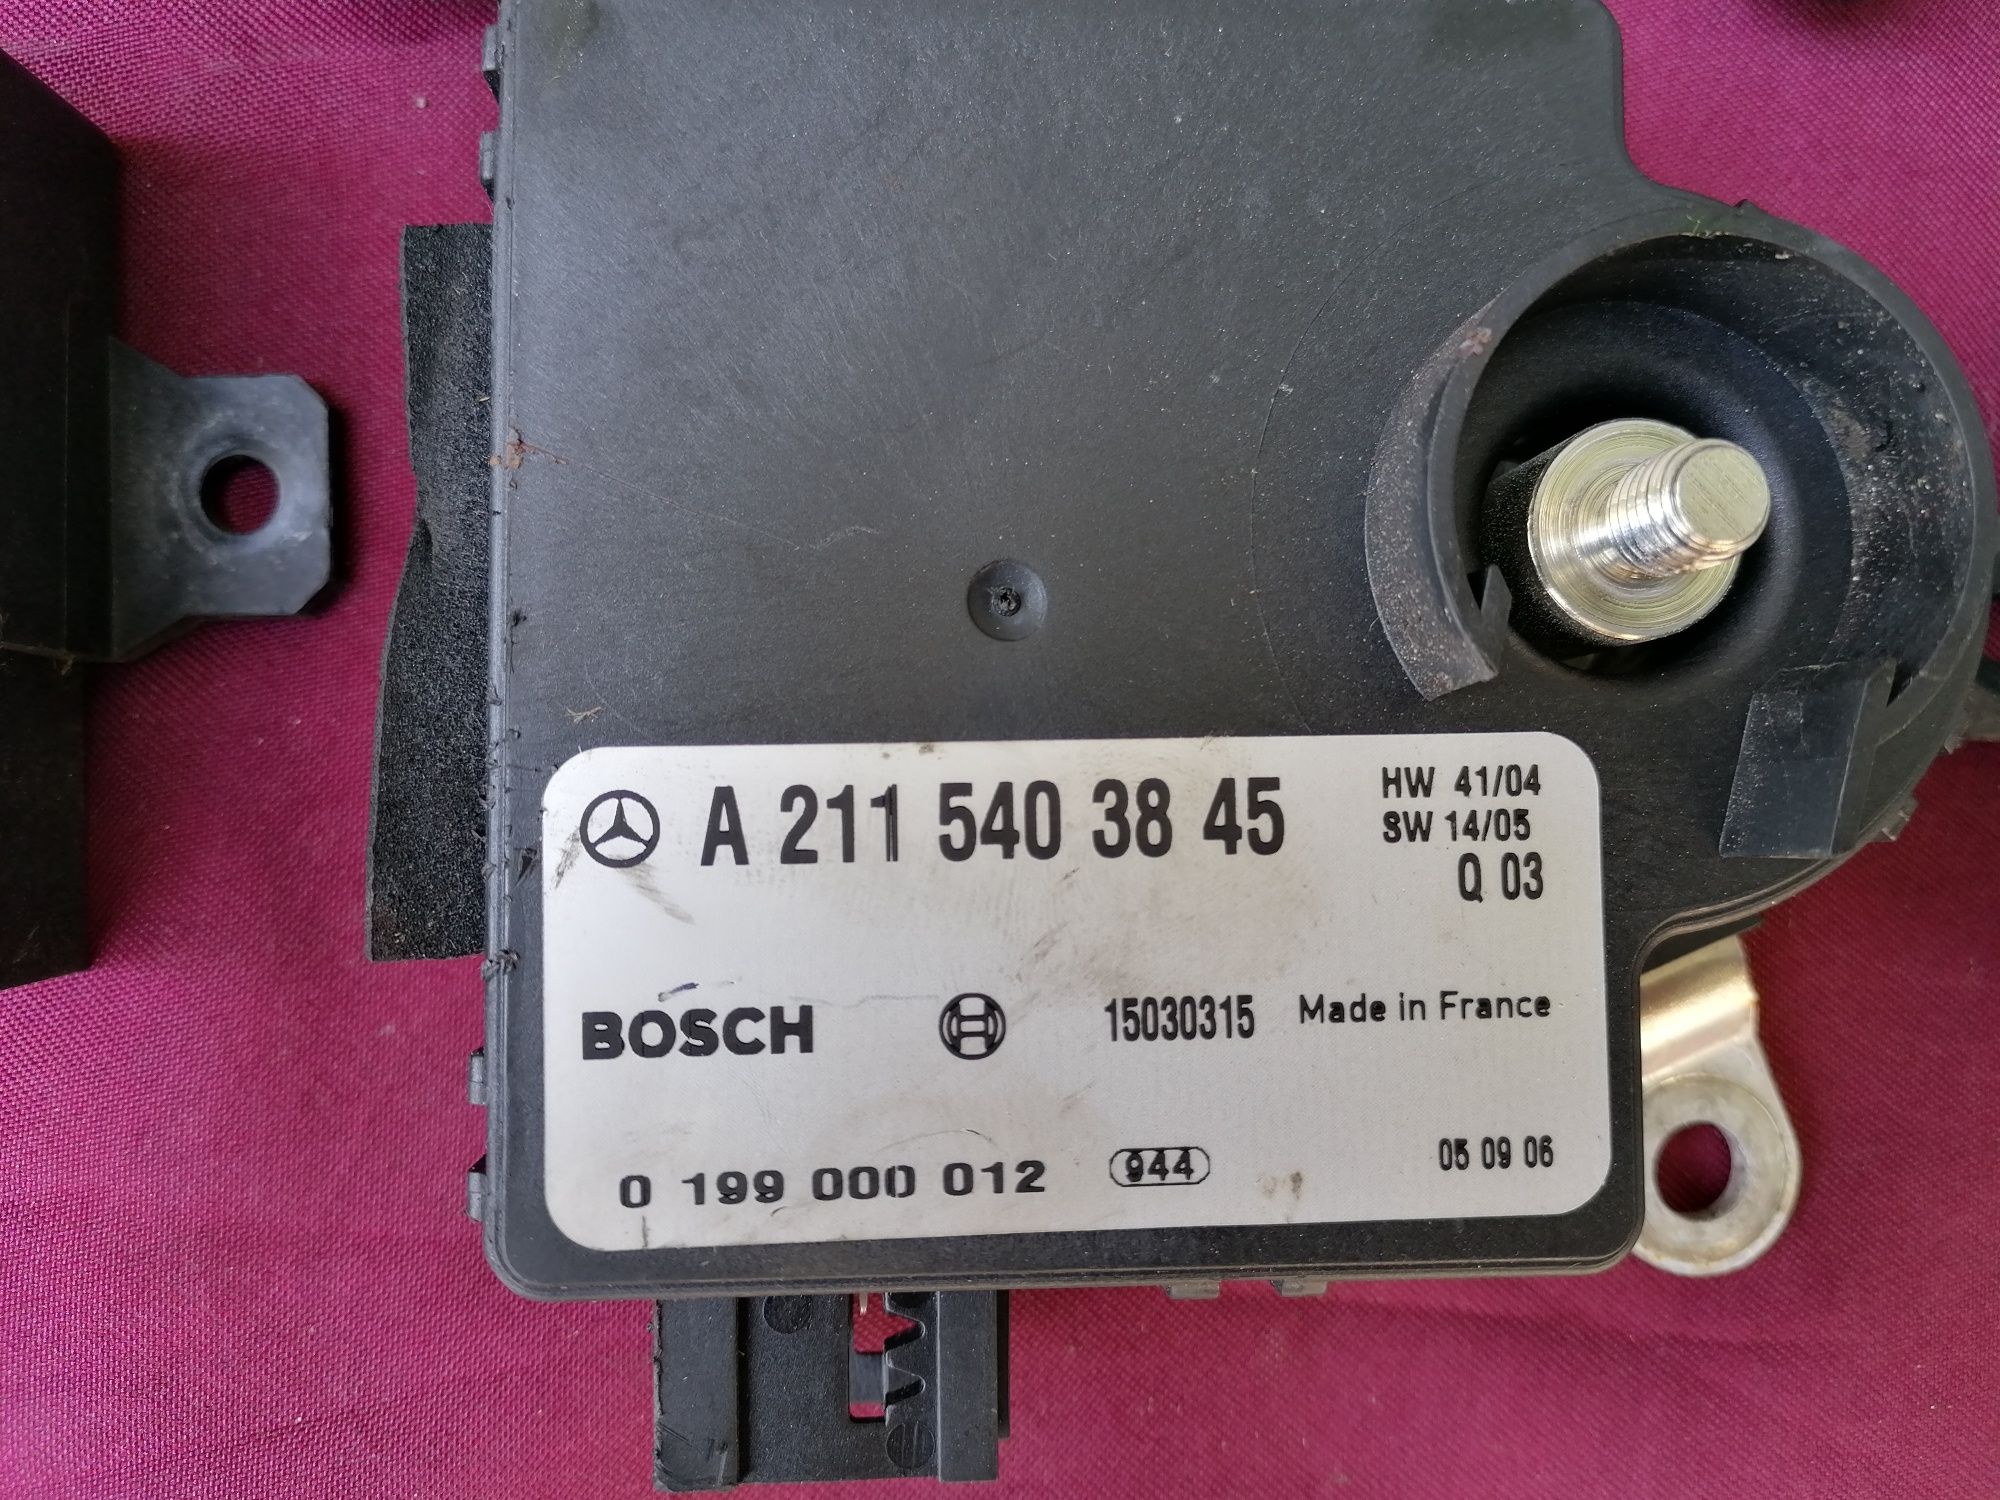 A 211 540 38 45
HW 41/04
SW 14/05
Q 03
BOSCH 15030315 Made in France
0 199 000 012 944 05 09 06